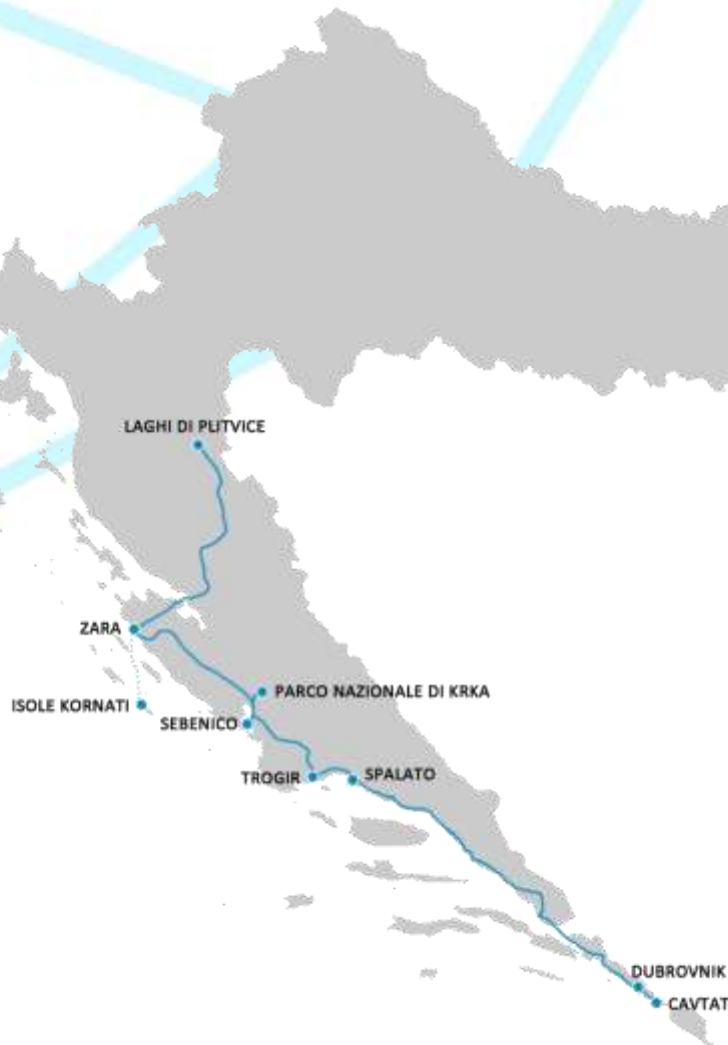 LAGHI DI PLITVICE
ZARA
PARCO NAZIONALE DI KRKA
ISOLE KORNATI
SEBENICO
TROGIR
SPALATO
DUBROVNIK
CAVTAT